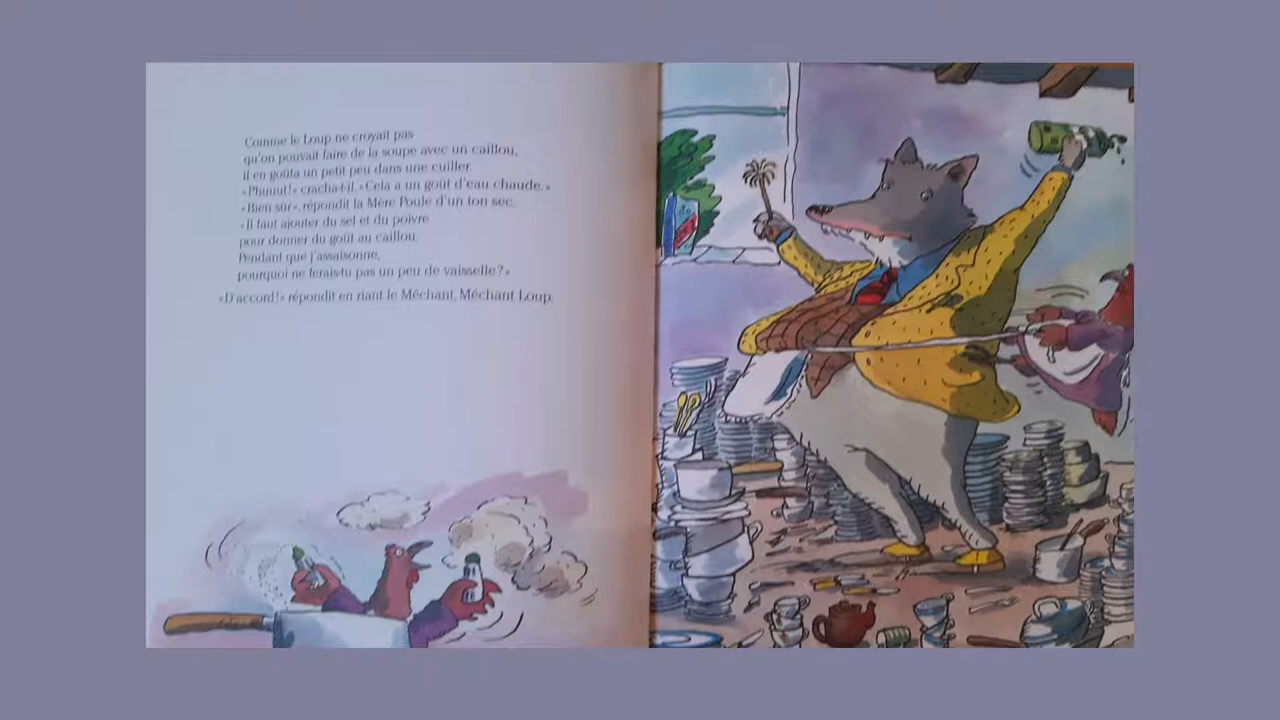 Comme le Loup ne croyait pas
qu'on pouvait faire de la soupe avec un caillou,
il en goûta un petit peu dans une cuiller.
«Phuuut!» cracha-t-il. «Cela a un goût d'eau chaude.»
«Bien sûr», répondit la Mère Poule d'un ton sec.
«Il faut ajouter du sel et du poivre
pour donner du goût au caillou.
Pendant que j'assaisonne,
pourquoi ne ferais-tu pas un peu de vaisselle?»
«D'accord!» répondit en riant le Méchant, Méchant Loup.